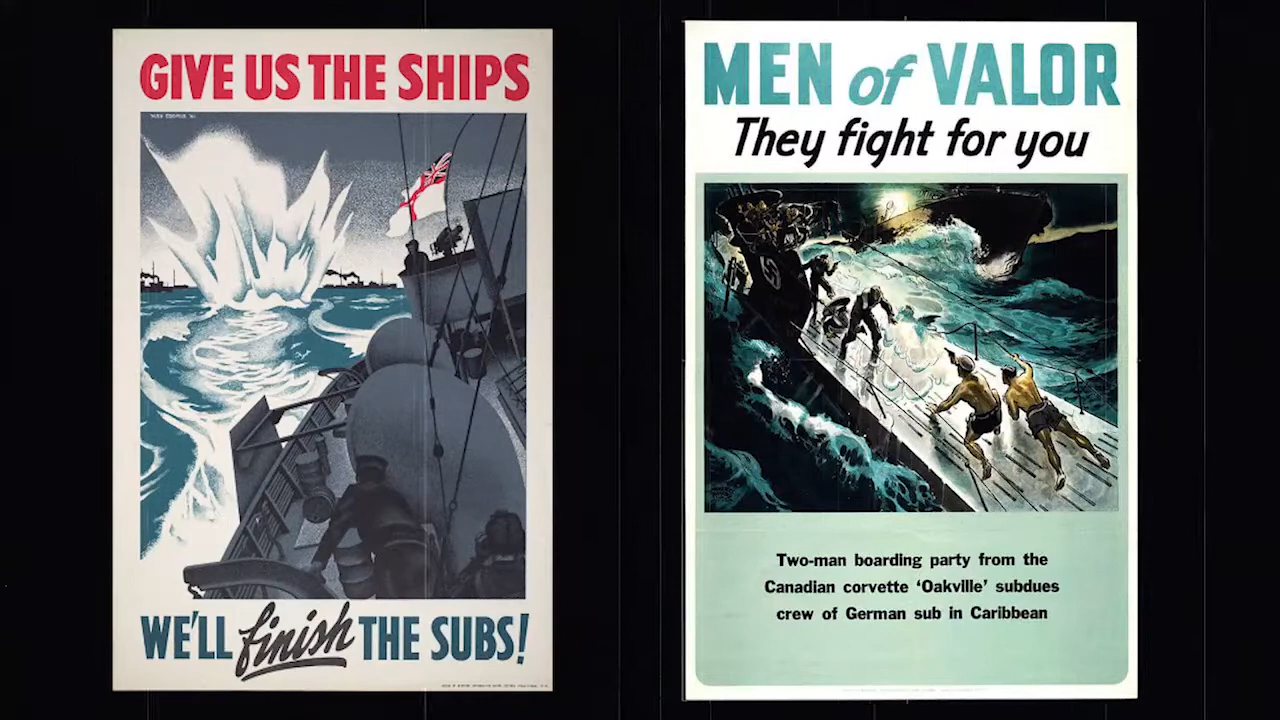 GIVE US THE SHIPS
WE'LL finish THE SUBS!
MEN of VALOR
They fight for you
Two-man boarding party from the
Canadian corvette 'Oakville' subdues
crew of German sub in Caribbean